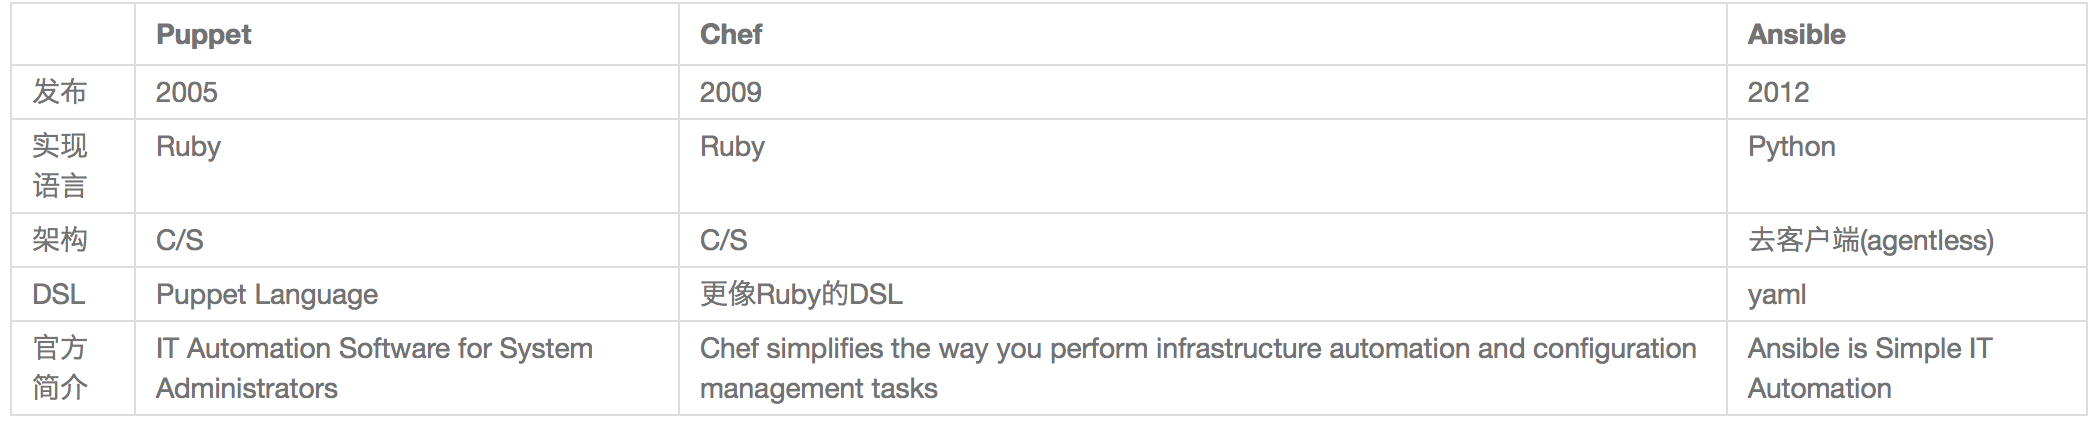 Puppet Chef Ansible
发布 2005 2009 2012
实现 Ruby Ruby Python
语言
架构 C/S C/S 去客户端(agentless)
DSL Puppet Language 更像Ruby的DSL yaml
官方 IT Automation Software for System Chef simplifies the way you perform infrastructure automation and configuration Ansible is Simple IT
简介 Administrators management tasks Automation